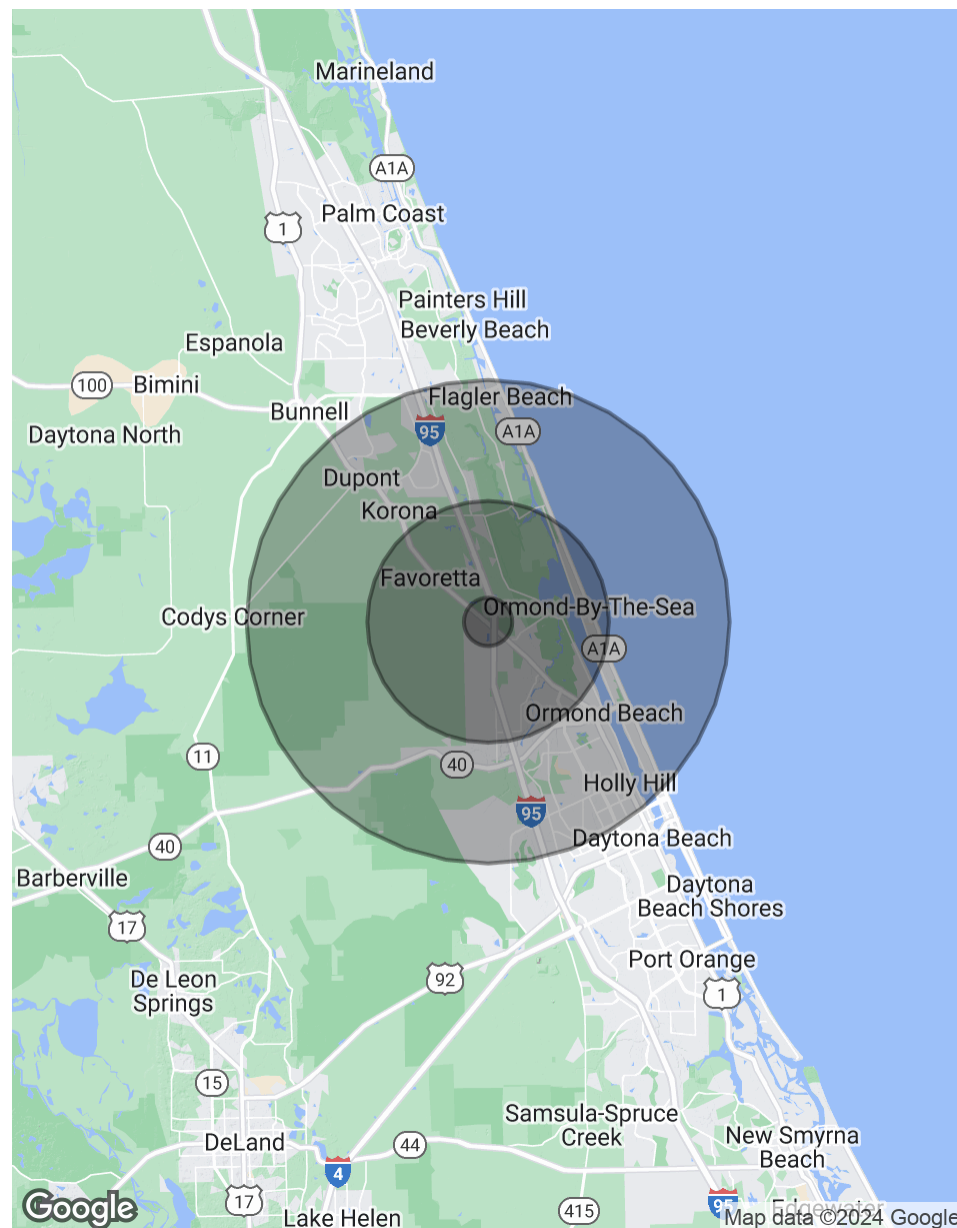 Marineland
A1A
Palm Coast
1
Painters Hill
Beverly Beach
Espanola
100
Bimini
Flagler Beach
Bunnell
95
A1A
Daytona North
Dupont
Korona
Favoretta
Ormond-By-The-Sea
Codys Corner
A1A
Ormond Beach
11
40
Holly Hill
95
Daytona Beach
40
Barberville
Daytona
Beach Shores
17
Port Orange
De Leon
Springs
92
1
15
Samsula-Spruce
Creek
DeLand
44
New Smyrna
Beach
4
17
95
Edgewater
Google
Lake Helen
415
Map data ©2024 Google